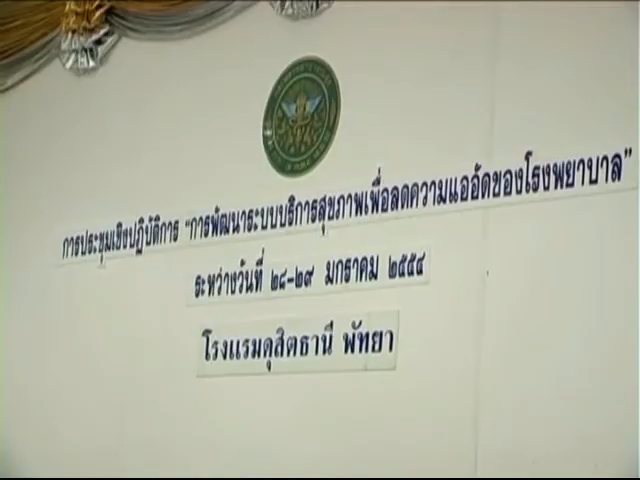 การประชุมเชิงปฏิบัติการ "การพัฒนาระบบบริการสุขภาพเพื่อลดความแออัดของโรงพยาบาล"
ระหว่างวันที่ ๒๘-๒๙ มกราคม ๒๕๕๔
โรงแรมดุสิตธานี พัทยา